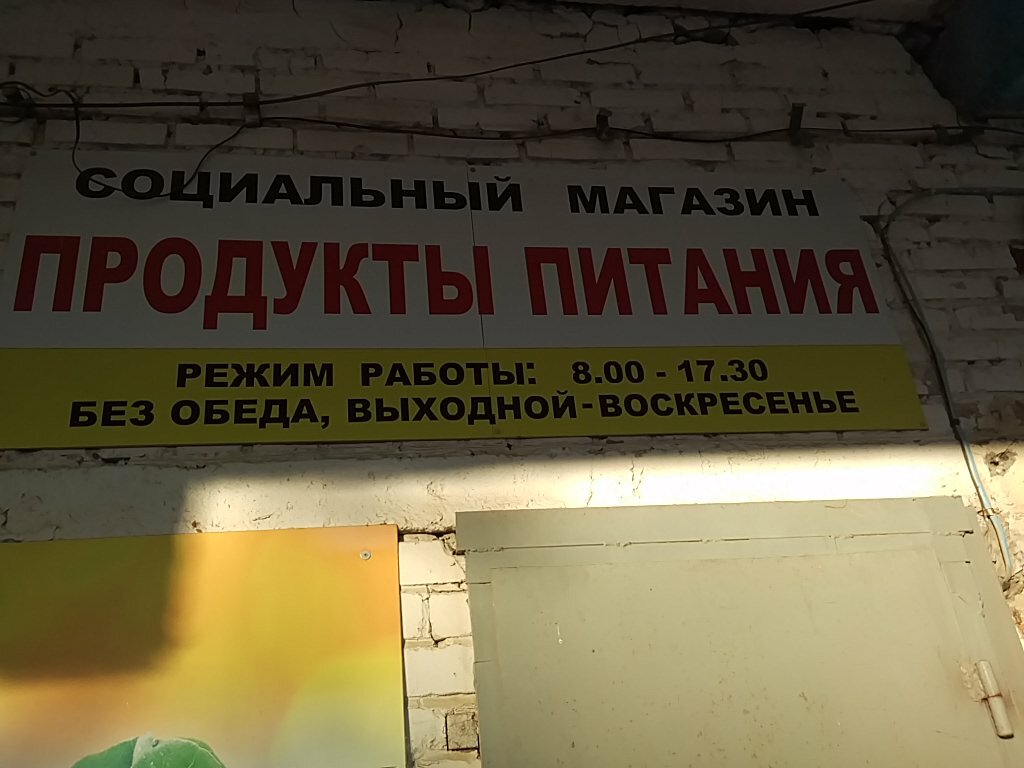 СОЦИАЛЬНЫЙ МАГАЗИН
ПРОДУКТЫ ПИТАНИЯ
РЕЖИМ РАБОТЫ: 8.00 - 17.30
БЕЗ ОБЕДА, ВЫХОДНОЙ-ВОСКРЕСЕНЬЕ